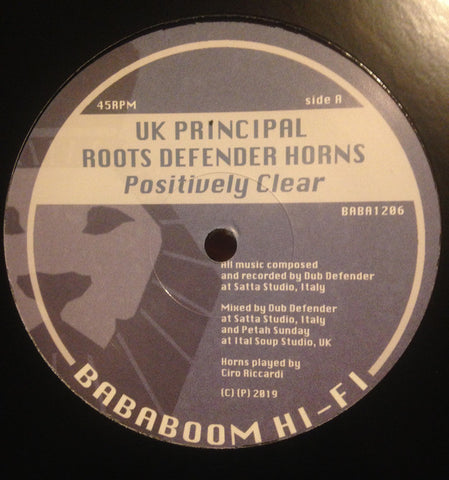 45RPM
side A
UK PRINCIPAL
ROOTS DEFENDER HORNS
Positively Clear
BABA1206
All music composed
and recorded by Dub Defender
at Satta Studio, Italy
Mixed by Dub Defender
at Satta Studio, Italy
and Petah Sunday
at Ital Soup Studio, UK
Horns played by
Ciro Riccardi
(C) (P) 2019
BABABOOM HI-FI